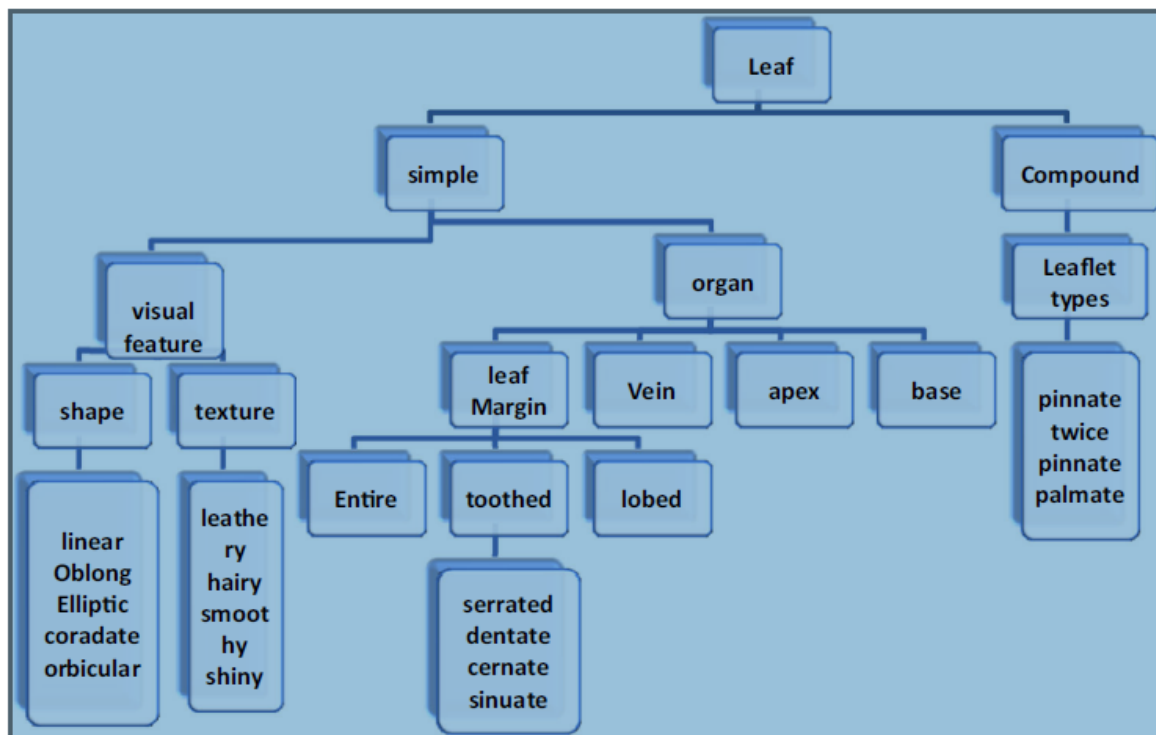 Leaf
simple
Compound
visual
feature
organ
Leaflet
types
shape
texture
leaf
Margin
Vein
apex
base
pinnate
twice
pinnate
palmate
Entire
toothed
lobed
linear
Oblong
Elliptic
coradate
orbicular
leathe
ry
hairy
smoot
hy
shiny
serrated
dentate
cernate
sinuate